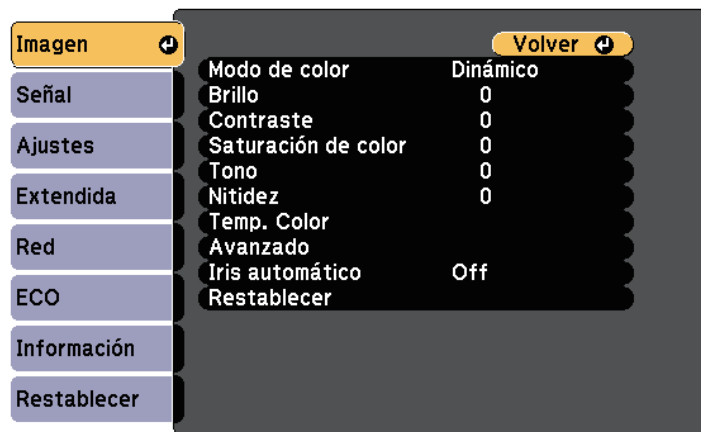 Imagen
Señal
Ajustes
Extendida
Red
ECO
Información
Restablecer
Volver
Modo de color Dinámico
Brillo 0
Contraste 0
Saturación de color 0
Tono 0
Nitidez 0
Temp. Color
Avanzado
Iris automático Off
Restablecer